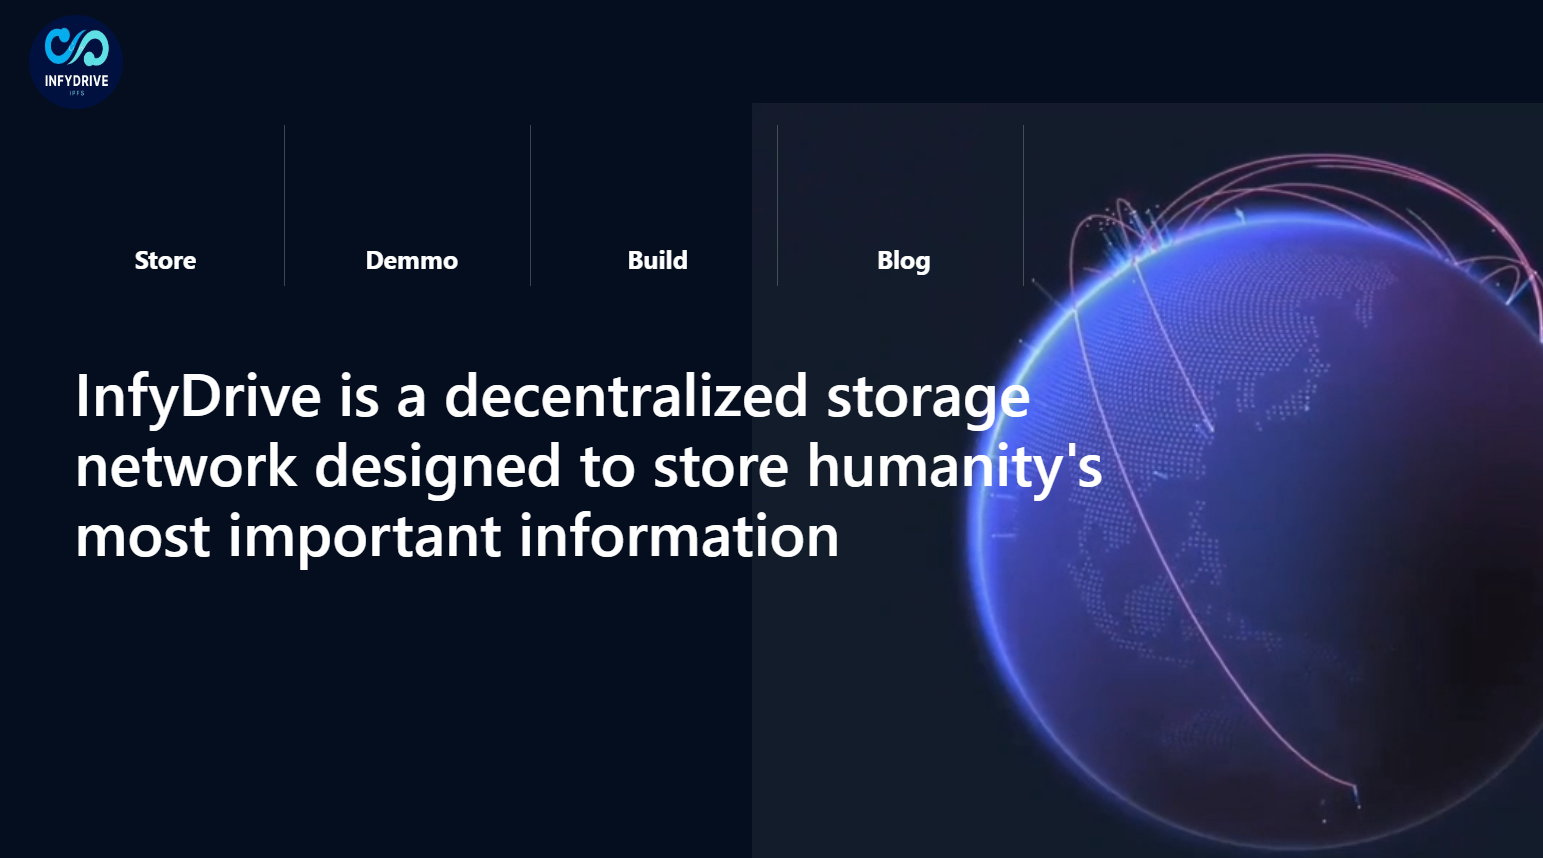 INFYDRIVE
IPFS
Store
Demmo
Build
Blog
InfyDrive is a decentralized storage
network designed to store humanity's
most important information